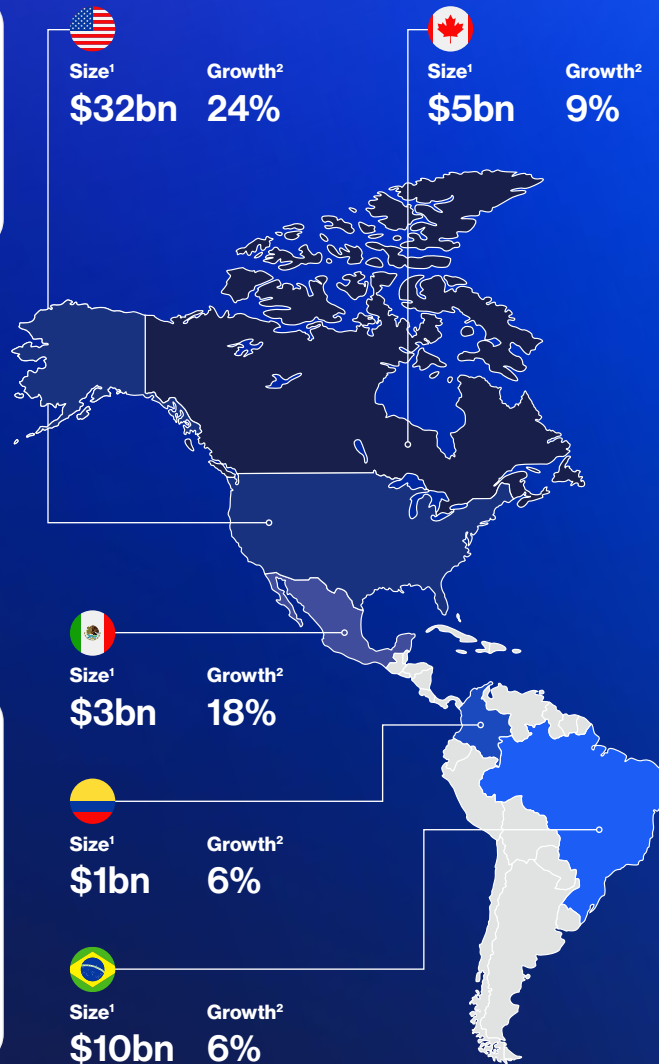 Size¹ Growth²
$32bn 24%
Size¹ Growth²
$5bn 9%
Size¹ Growth²
$3bn 18%
Size¹ Growth²
$1bn 6%
Size¹ Growth²
$10bn 6%